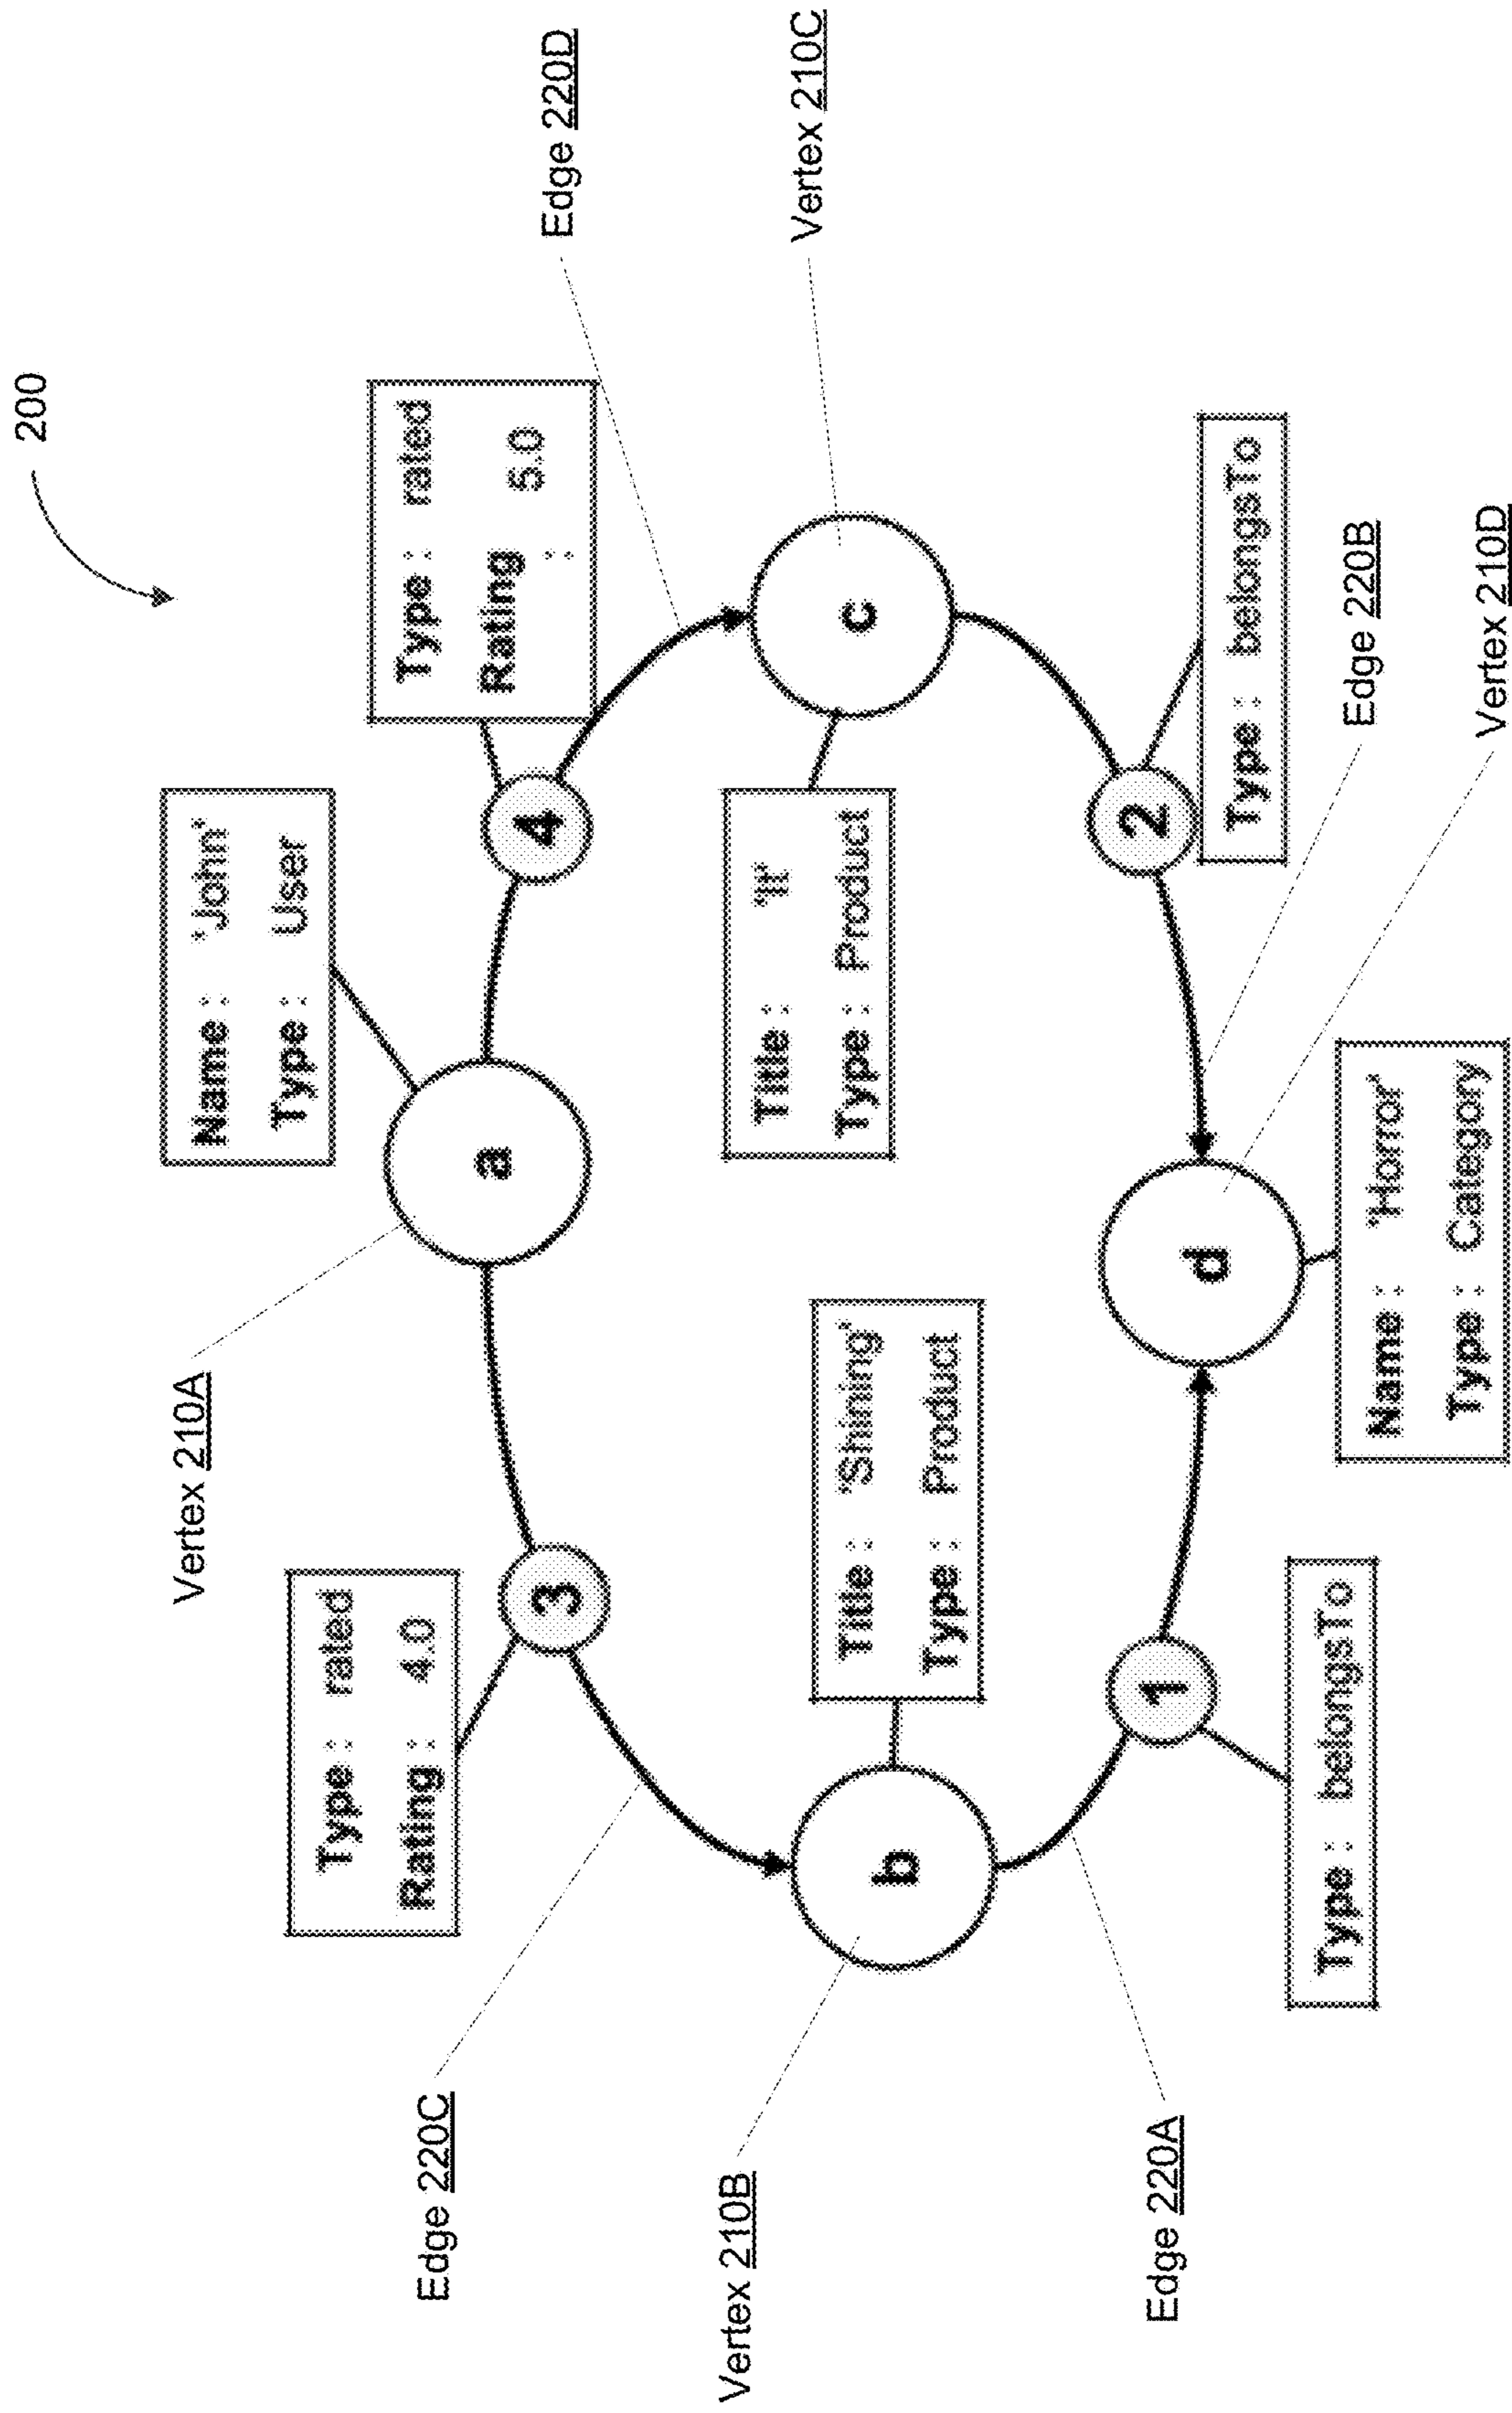 200
Name : 'John'
Type : User
Vertex 210A
Type : rated
Rating : 4.0
Type : rated
Rating : 5.0
Edge 220C
Edge 220D
3
a
4
Vertex 210B
Vertex 210C
Title : 'Shining'
Type : Product
Title : 'It'
Type : Product
b
c
Edge 220A
1
d
2
Type : belongsTo
Type : belongsTo
Name : 'Horror'
Type : Category
Edge 220B
Vertex 210D